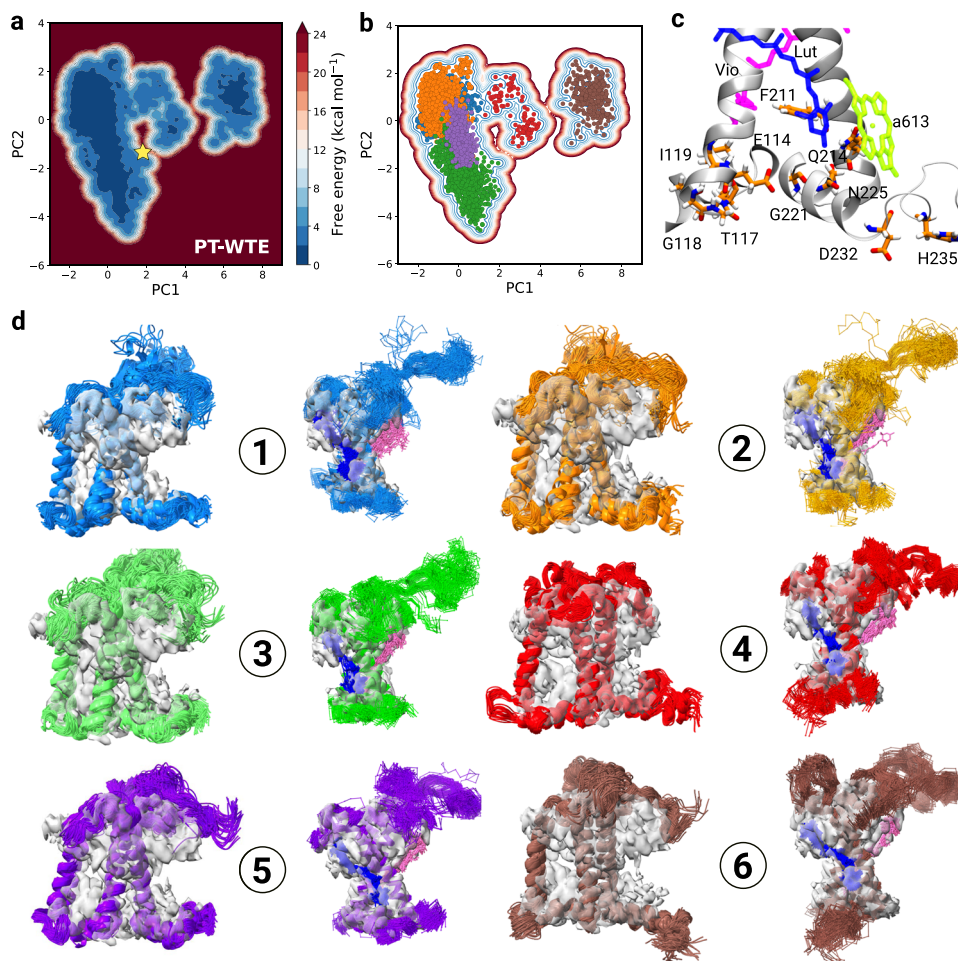 a
4
2
0
−2
−4
−6
−2
0
2
4
6
8
PC2
PC1
PT-WTE
24
20
16
12
8
4
0
Free energy (kcal mol−1)
b
4
2
0
−2
−4
−6
−2
0
2
4
6
8
PC2
PC1
c
Lut
Vio
F211
a613
E114
I119
Q214
N225
G221
G118
T117
D232
H235
d
1
2
3
4
5
6